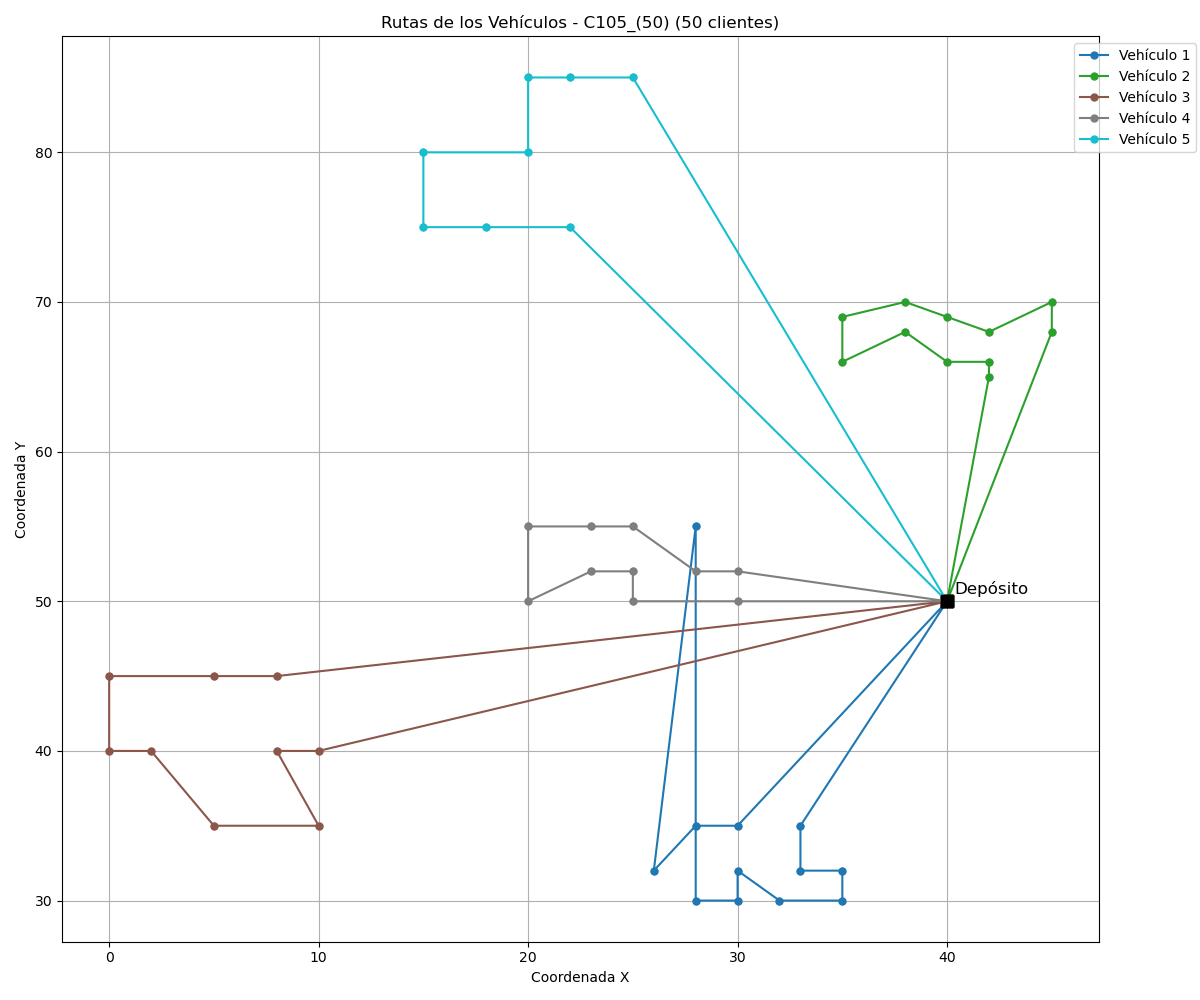 Rutas de los Vehículos - C105_(50) (50 clientes)
Vehículo 1
Vehículo 2
Vehículo 3
Vehículo 4
Vehículo 5
80
70
60
50
40
30
Coordenada Y
Depósito
0
10
20
30
40
Coordenada X